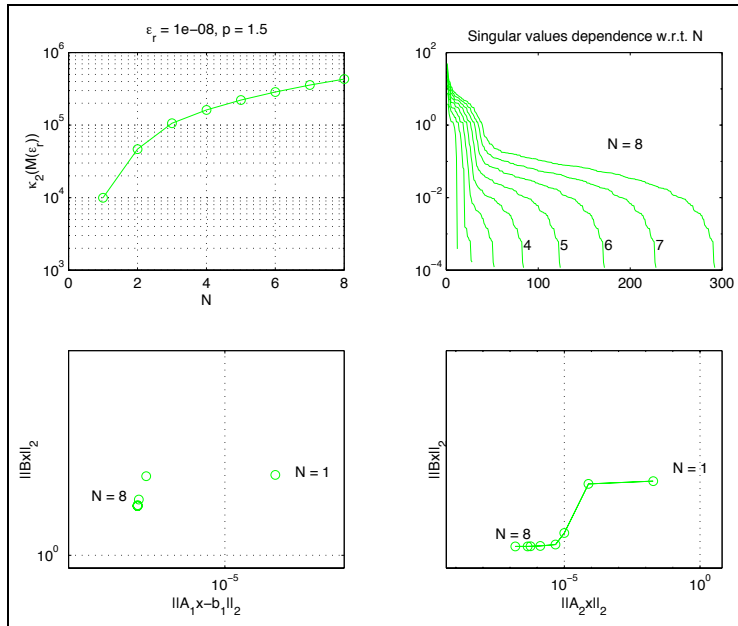 ε_r = 1e−08, p = 1.5
10^6
10^5
10^4
10^3
κ_2(M(ε_r))
0 2 4 6 8
N
Singular values dependence w.r.t. N
10^2
10^0
10^−2
10^−4
N = 8
4 5 6 7
0 100 200 300
||Bx||_2
10^0
N = 8
N = 1
10^−5
||A_1x−b_1||_2
||Bx||_2
N = 1
N = 8
10^−5 10^0
||A_2x||_2